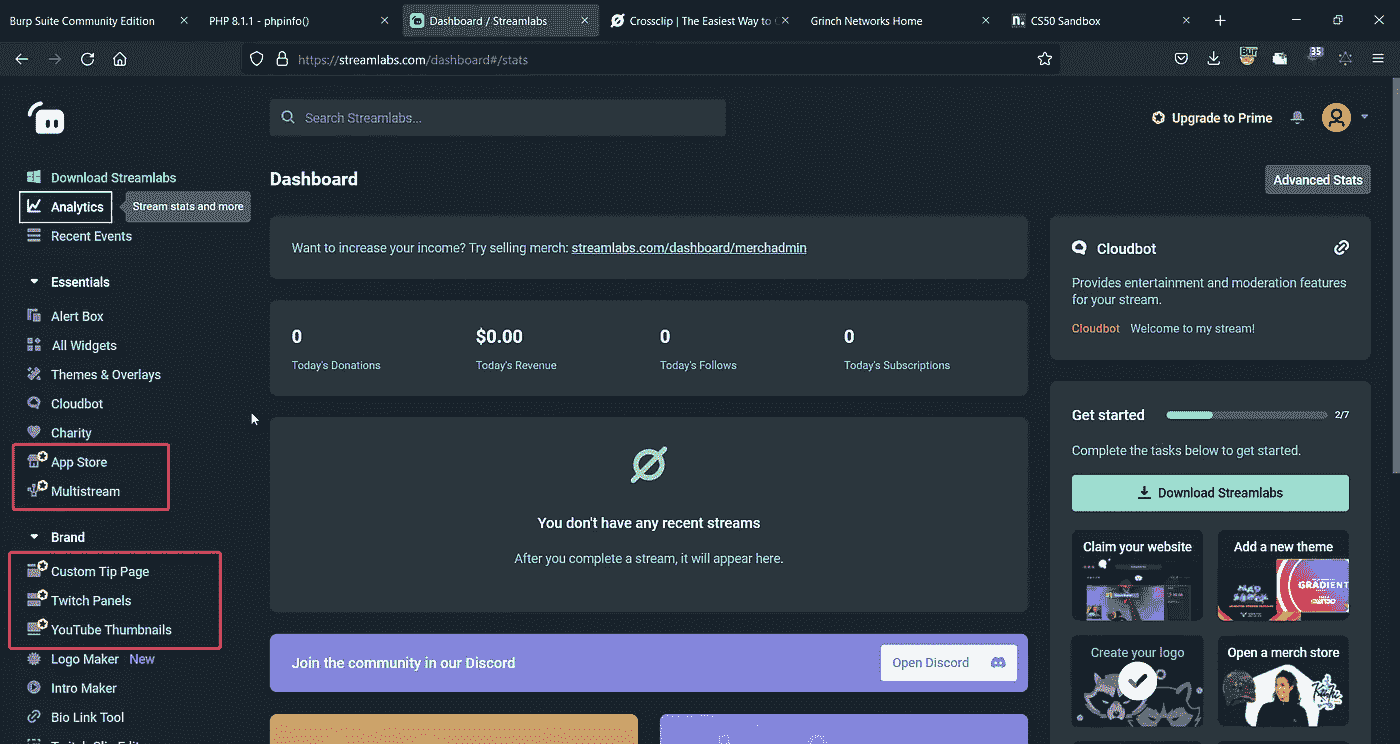 Burp Suite Community Edition
PHP 8.1.1 - phpinfo()
Dashboard / Streamlabs
Crossclip | The Easiest Way to
Grinch Networks Home
n. CS50 Sandbox
https://streamlabs.com/dashboard#/stats
35
Search Streamlabs...
Upgrade to Prime
Download Streamlabs
Analytics
Stream stats and more
Recent Events
Essentials
Alert Box
All Widgets
Themes & Overlays
Cloudbot
Charity
App Store
Multistream
Brand
Custom Tip Page
Twitch Panels
YouTube Thumbnails
Logo Maker New
Intro Maker
Bio Link Tool
Dashboard
Advanced Stats
Want to increase your income? Try selling merch: streamlabs.com/dashboard/merchadmin
0
Today's Donations
$0.00
Today's Revenue
0
Today's Follows
0
Today's Subscriptions
You don't have any recent streams
After you complete a stream, it will appear here.
Join the community in our Discord
Open Discord
Cloudbot
Provides entertainment and moderation features
for your stream.
Cloudbot Welcome to my stream!
Get started
2/7
Complete the tasks below to get started.
Download Streamlabs
Claim your website
Add a new theme
GRADIENT
Create your logo
Open a merch store